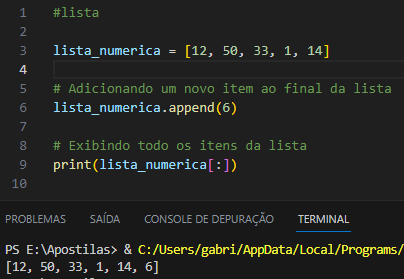 1 #lista
2
3 lista_numerica = [12, 50, 33, 1, 14]
4
5 # Adicionando um novo item ao final da lista
6 lista_numerica.append(6)
7
8 # Exibindo todo os itens da lista
9 print(lista_numerica[:])
10
PROBLEMAS SAÍDA CONSOLE DE DEPURAÇÃO TERMINAL
PS E:\Apostilas> & C:/Users/gabri/AppData/Local/Programs/
[12, 50, 33, 1, 14, 6]